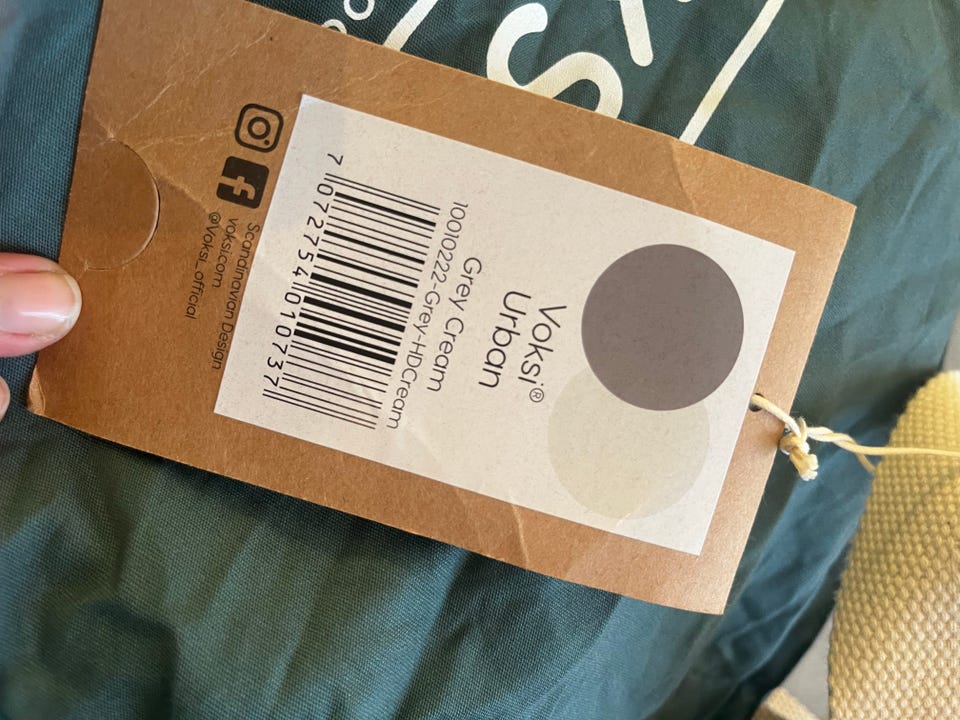 Voksi®
Urban
Grey Cream
10010222-Grey-HDCream
7 072754 010737
Scandinavian Design
voksi.com
@Voksi_official